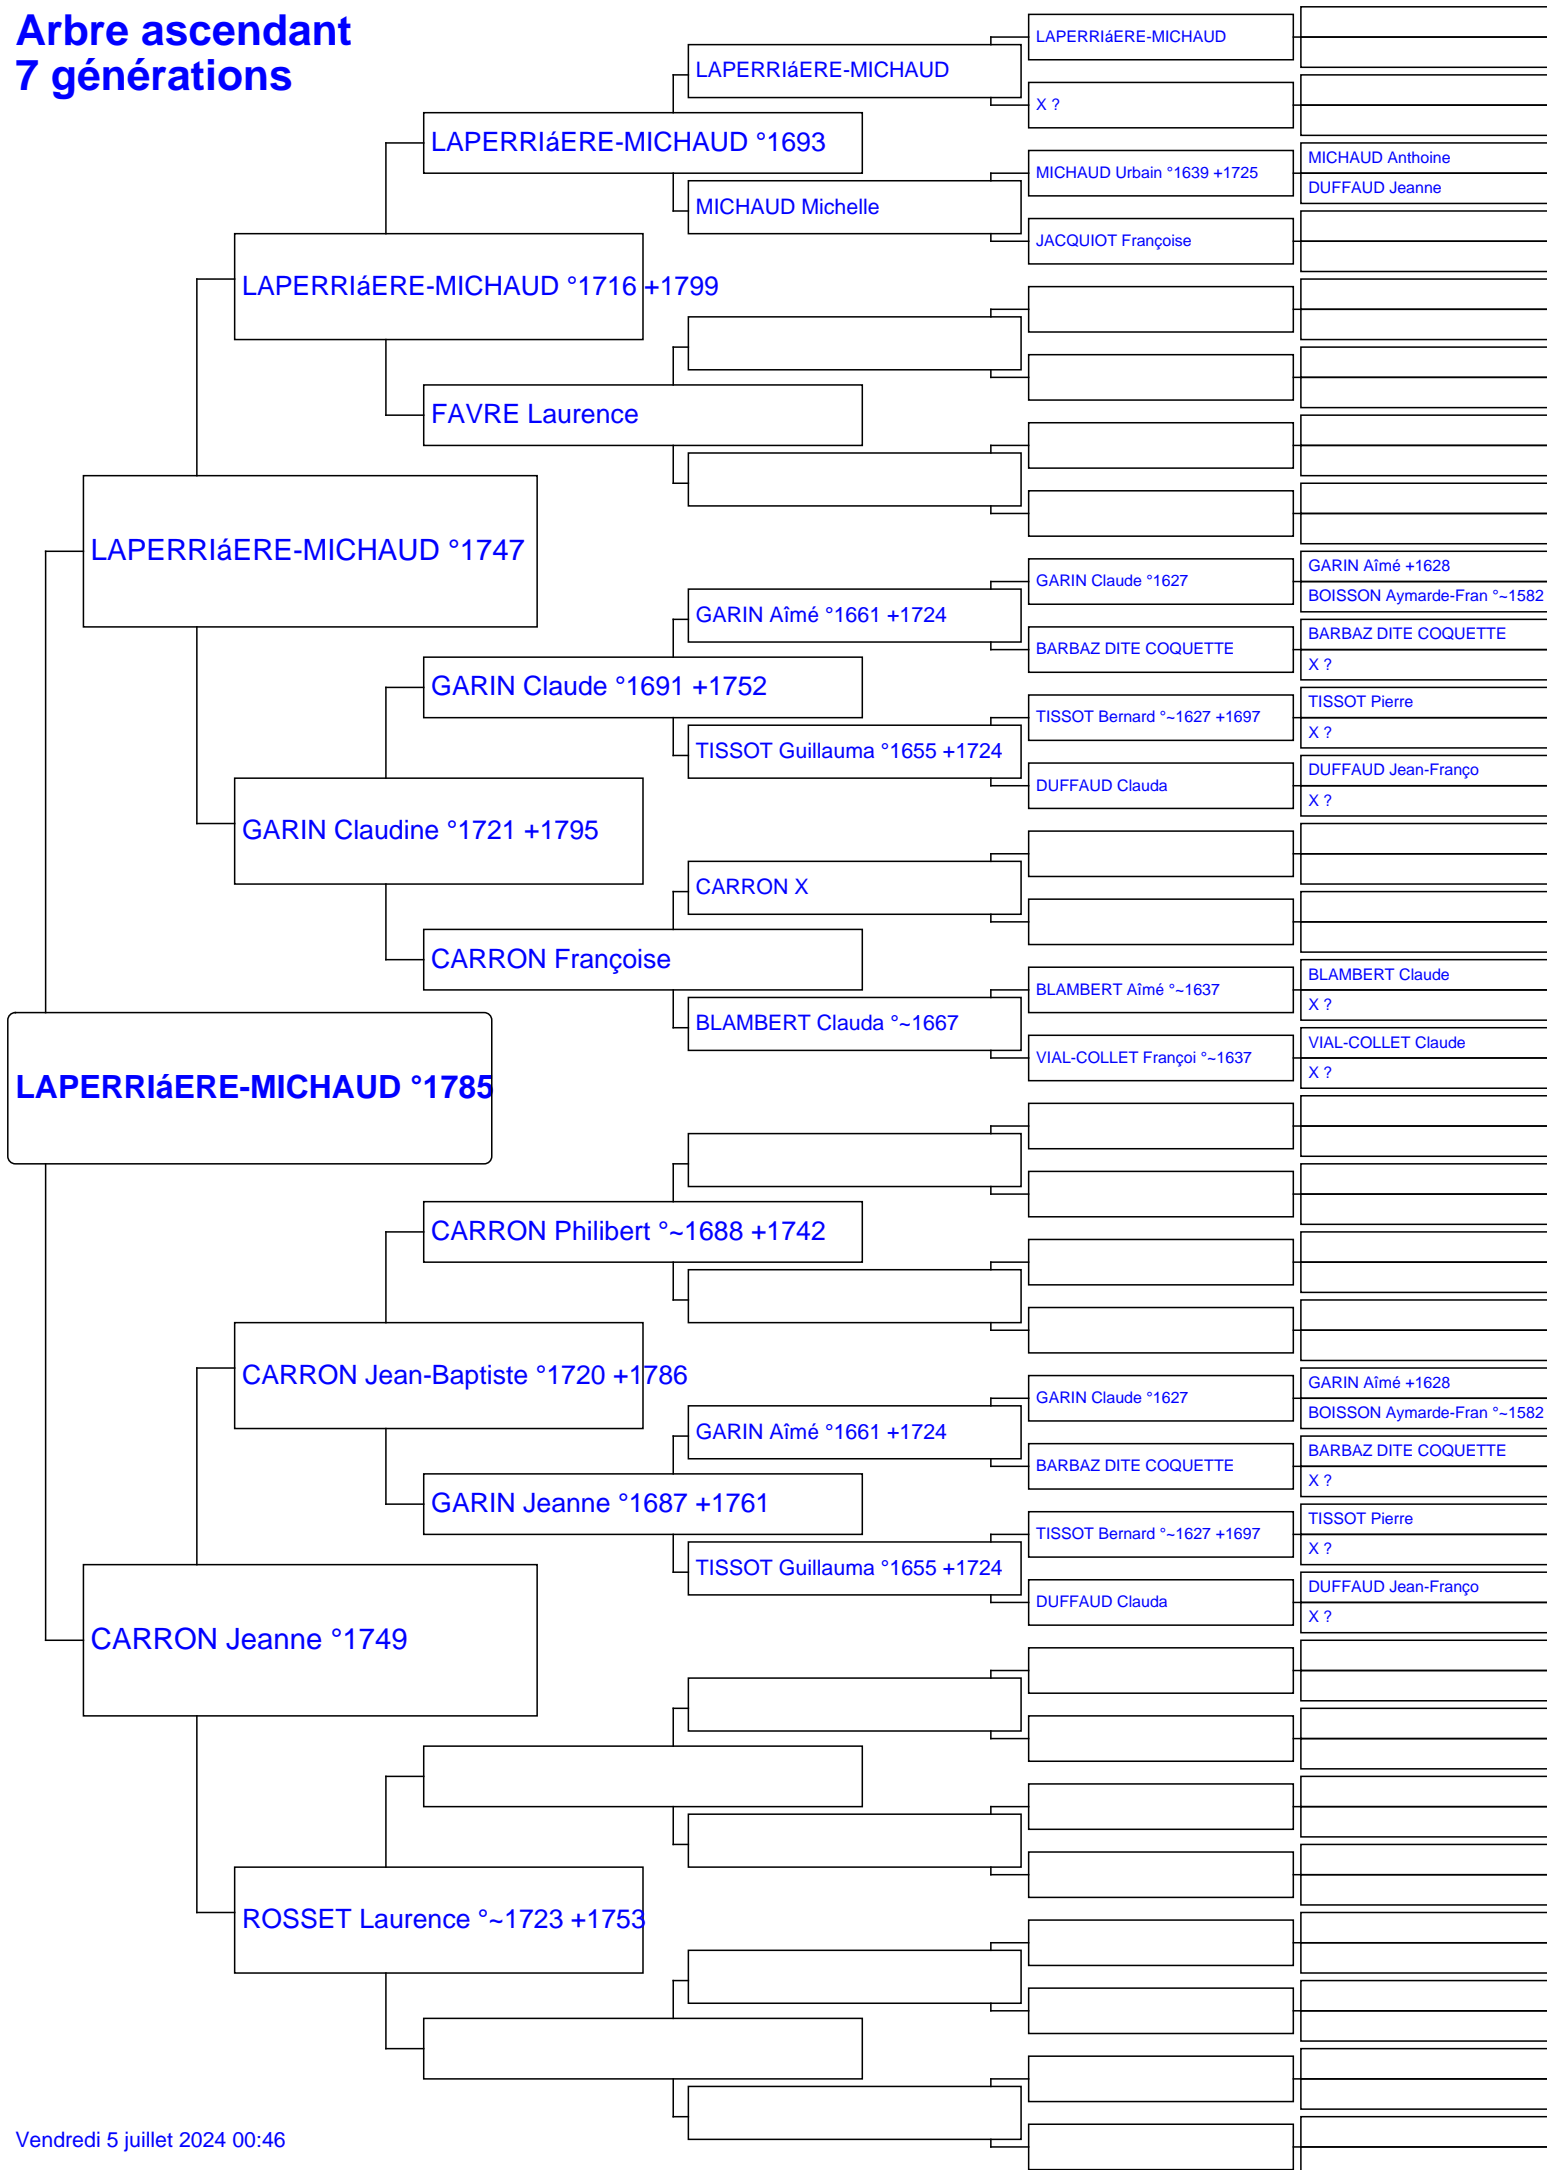 Arbre ascendant
7 générations
LAPERRIáERE-MICHAUD
LAPERRIáERE-MICHAUD
X ?
LAPERRIáERE-MICHAUD °1693
MICHAUD Anthoine
MICHAUD Urbain °1639 +1725
DUFFAUD Jeanne
MICHAUD Michelle
JACQUIOT Françoise
LAPERRIáERE-MICHAUD °1716 +1799
FAVRE Laurence
LAPERRIáERE-MICHAUD °1747
GARIN Aîmé +1628
GARIN Claude °1627
BOISSON Aymarde-Fran °~1582
GARIN Aîmé °1661 +1724
BARBAZ DITE COQUETTE
BARBAZ DITE COQUETTE
X ?
GARIN Claude °1691 +1752
TISSOT Pierre
TISSOT Bernard °~1627 +1697
X ?
TISSOT Guillauma °1655 +1724
DUFFAUD Jean-Franço
DUFFAUD Clauda
X ?
GARIN Claudine °1721 +1795
CARRON X
CARRON Françoise
BLAMBERT Claude
BLAMBERT Aîmé °~1637
X ?
BLAMBERT Clauda °~1667
VIAL-COLLET Claude
VIAL-COLLET Françoi °~1637
X ?
LAPERRIáERE-MICHAUD °1785
CARRON Philibert °~1688 +1742
CARRON Jean-Baptiste °1720 +1786
GARIN Aîmé +1628
GARIN Claude °1627
BOISSON Aymarde-Fran °~1582
GARIN Aîmé °1661 +1724
BARBAZ DITE COQUETTE
BARBAZ DITE COQUETTE
X ?
GARIN Jeanne °1687 +1761
TISSOT Pierre
TISSOT Bernard °~1627 +1697
X ?
TISSOT Guillauma °1655 +1724
DUFFAUD Jean-Franço
DUFFAUD Clauda
X ?
CARRON Jeanne °1749
ROSSET Laurence °~1723 +1753
Vendredi 5 juillet 2024 00:46